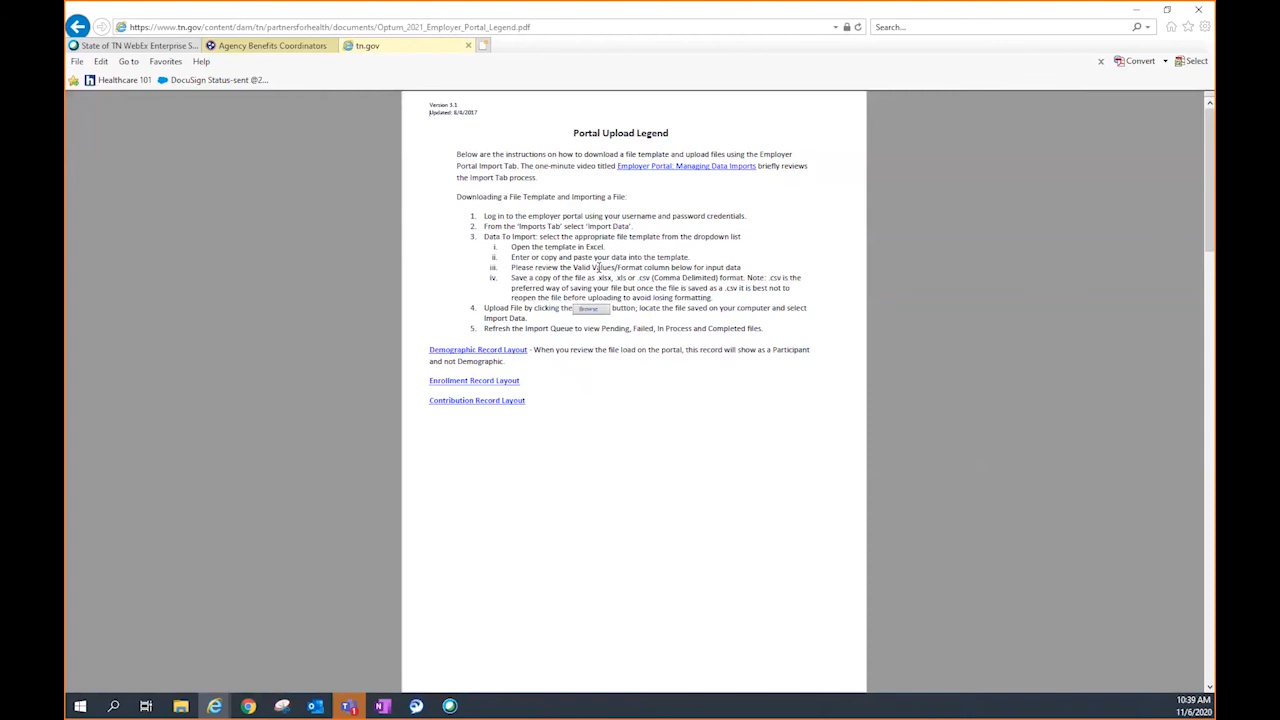 https://www.tn.gov/content/dam/tn/partnersforhealth/documents/Optum_2021_Employer_Portal_Legend.pdf
Search...
State of TN WebEx Enterprise S...
Agency Benefits Coordinators
tn.gov
File Edit Go to Favorites Help
Convert Select
Healthcare 101 DocuSign Status-sent @2...
Version 3.1
Updated: 8/4/2017
Portal Upload Legend
Below are the instructions on how to download a file template and upload files using the Employer
Portal Import Tab. The one-minute video titled Employer Portal: Managing Data Imports briefly reviews
the Import Tab process.
Downloading a File Template and Importing a File:
1. Log in to the employer portal using your username and password credentials.
2. From the 'Imports Tab' select 'Import Data'.
3. Data To Import: select the appropriate file template from the dropdown list
i. Open the template in Excel.
ii. Enter or copy and paste your data into the template.
iii. Please review the Valid Values/Format column below for input data
iv. Save a copy of the file as .xlsx, .xls or .csv (Comma Delimited) format. Note: .csv is the
preferred way of saving your file but once the file is saved as a .csv it is best not to
reopen the file before uploading to avoid losing formatting.
4. Upload File by clicking the Browse button; locate the file saved on your computer and select
Import Data.
5. Refresh the Import Queue to view Pending, Failed, In Process and Completed files.
Demographic Record Layout - When you review the file load on the portal, this record will show as a Participant
and not Demographic.
Enrollment Record Layout
Contribution Record Layout
10:39 AM
11/6/2020